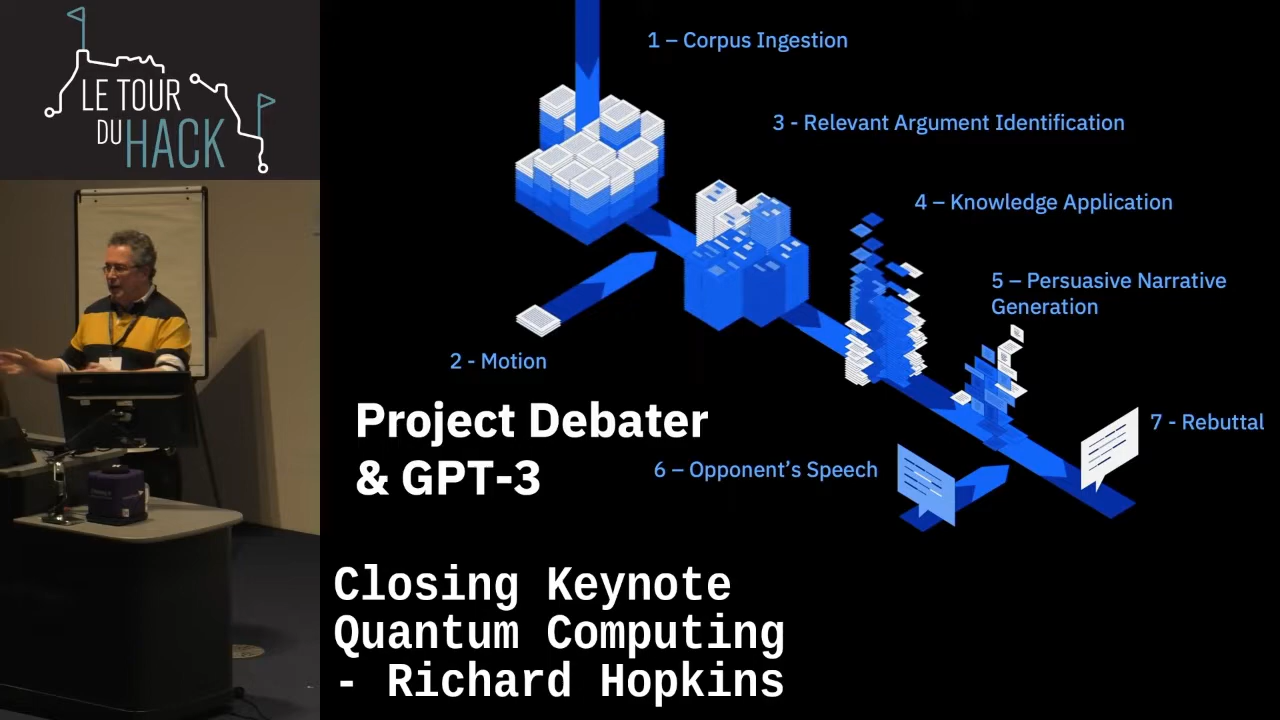 LE TOUR
DU HACK
1 – Corpus Ingestion
3 - Relevant Argument Identification
4 – Knowledge Application
5 – Persuasive Narrative
Generation
2 - Motion
7 - Rebuttal
Project Debater
& GPT-3
6 – Opponent’s Speech
Closing Keynote
Quantum Computing
- Richard Hopkins